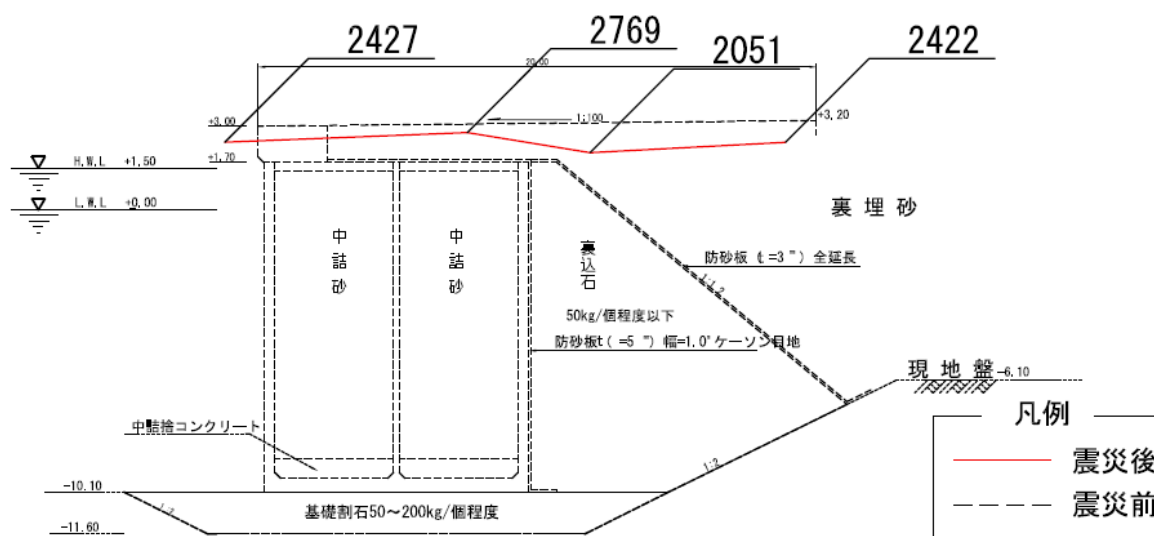 2427
2769
2051
2422
20.00
+3.00
1:100
+3.20
H.W.L +1.50
+1.70
L.W.L +0.00
中詰砂
中詰砂
裏込石
裏埋砂
防砂板 (t=3 ") 全延長
1:1.2
50kg/個程度以下
防砂板t( =5 ") 幅=1.0" ケーソン目地
現地盤 -6.10
中詰捨コンクリート
1:2
-10.10
基礎割石50～200kg/個程度
-11.60
凡例
震災後
震災前